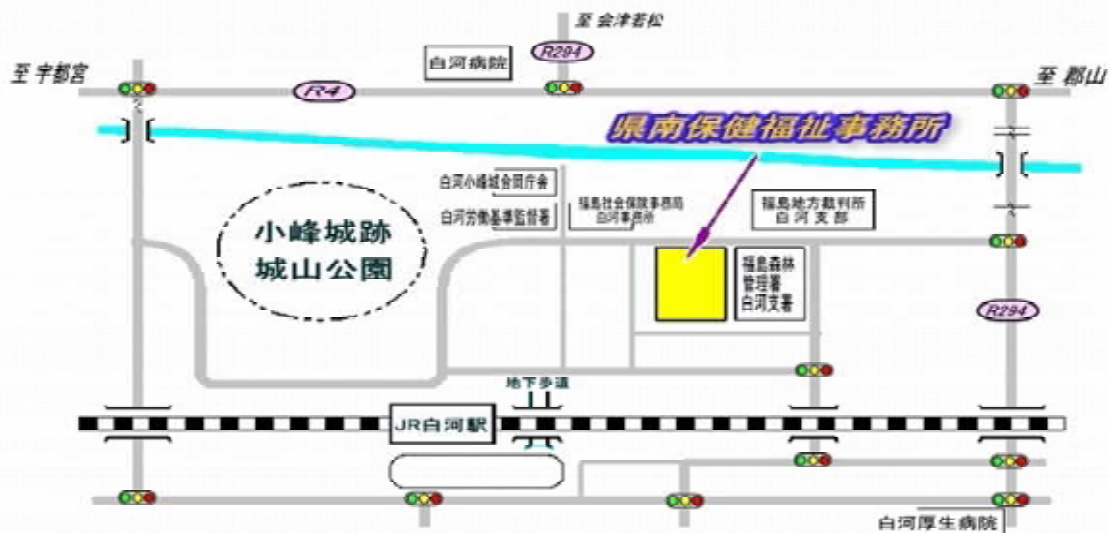 至 会津若松
R294
白河病院
至 宇都宮
R4
至 郡山
県南保健福祉事務所
白河小峰城合同庁舎
福島社会保険事務局
白河事務所
白河労働基準監督署
福島地方裁判所
白河支部
小峰城跡
城山公園
福島森林
管理署
白河支署
R294
地下歩道
JR白河駅
白河厚生病院